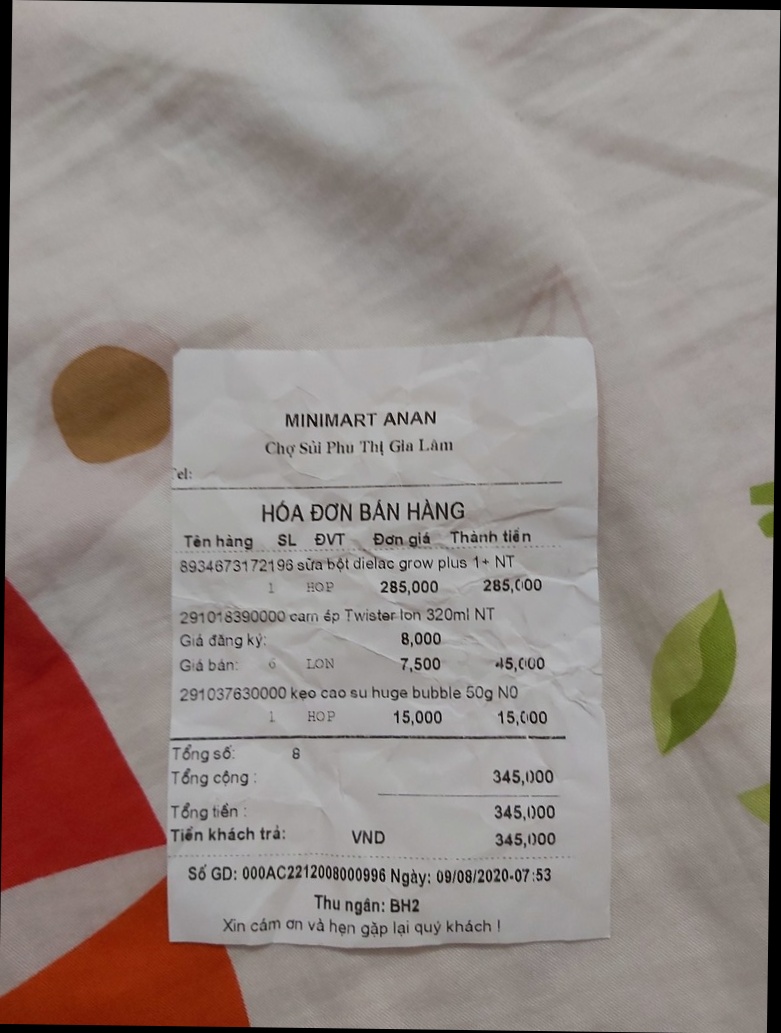 MINIMART ANAN
Chợ Sủi Phu Thị Gia Lâm
Tel:
HÓA ĐƠN BÁN HÀNG
Tên hàng SL ĐVT Đơn giá Thành tiền
8934673172196 sữa bột dielac grow plus 1+ NT
1 HOP 285,000 285,000
291018390000 cam ép Twister lon 320ml NT
Giá đăng ký: 8,000
Giá bán: 6 LON 7,500 45,000
291037630000 kẹo cao su huge bubble 50g N0
1 HOP 15,000 15,000
Tổng số: 8
Tổng cộng : 345,000
Tổng tiền : 345,000
Tiền khách trả: VND 345,000
Số GD: 000AC2212008000996 Ngày: 09/08/2020-07:53
Thu ngân: BH2
Xin cám ơn và hẹn gặp lại quý khách !